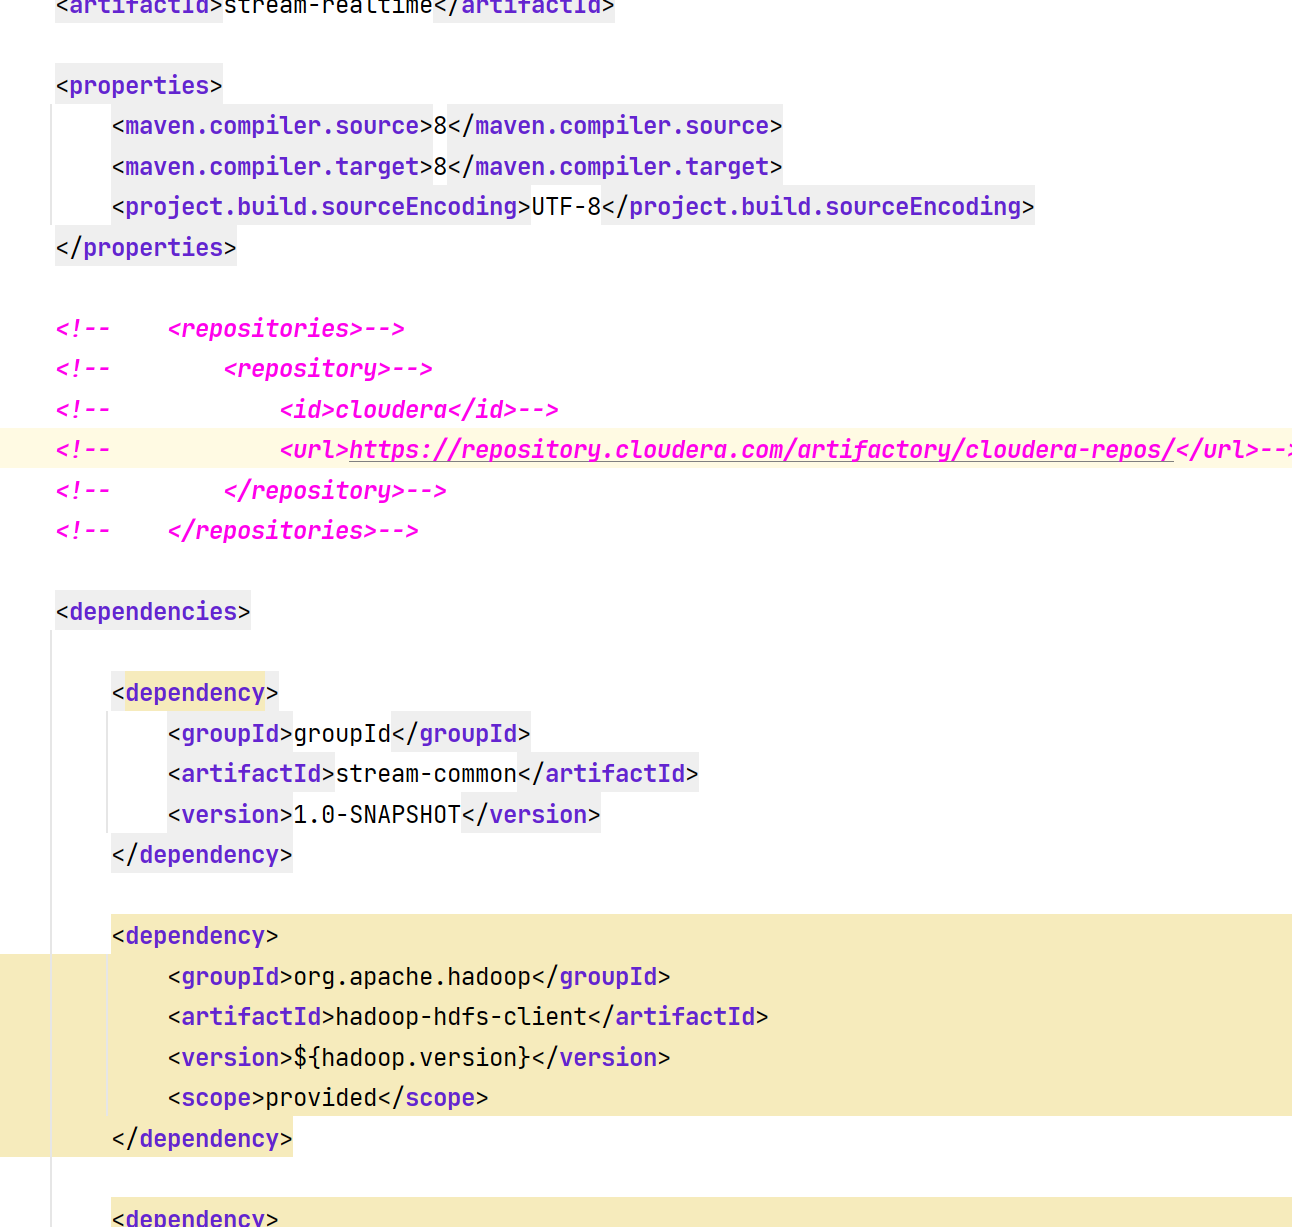 <artifactId>stream-realtime</artifactId>
<properties>
<maven.compiler.source>8</maven.compiler.source>
<maven.compiler.target>8</maven.compiler.target>
<project.build.sourceEncoding>UTF-8</project.build.sourceEncoding>
</properties>
<!--    <repositories>-->
<!--        <repository>-->
<!--            <id>cloudera</id>-->
<!--            <url>https://repository.cloudera.com/artifactory/cloudera-repos/</url>-->
<!--        </repository>-->
<!--    </repositories>-->
<dependencies>
<dependency>
<groupId>groupId</groupId>
<artifactId>stream-common</artifactId>
<version>1.0-SNAPSHOT</version>
</dependency>
<dependency>
<groupId>org.apache.hadoop</groupId>
<artifactId>hadoop-hdfs-client</artifactId>
<version>${hadoop.version}</version>
<scope>provided</scope>
</dependency>
<dependency>